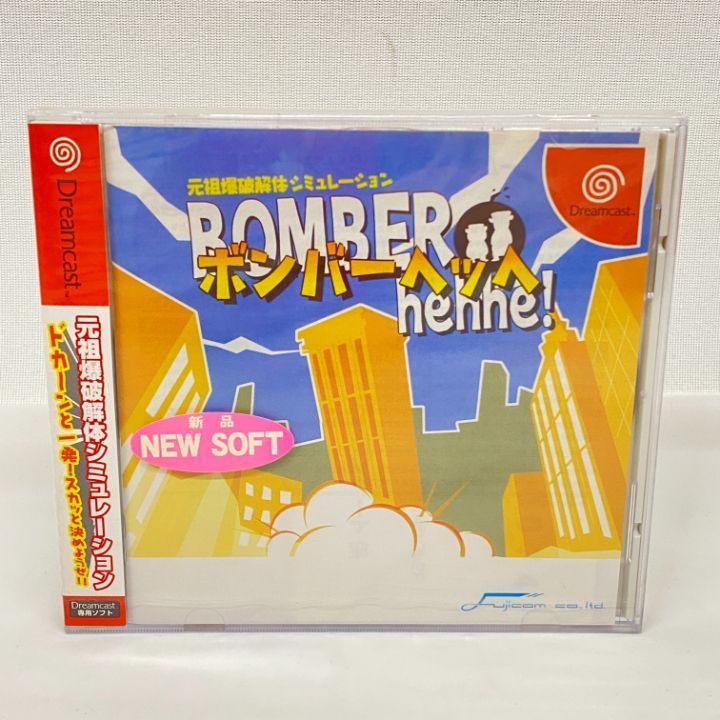 Dreamcast™
元祖爆破解体シミュレーション
ドカーンと一発！スカッと決めようぜ!!
Dreamcast
専用ソフト
元祖爆破解体シミュレーション
BOMBER
ボンバーヘッヘ
hehhe!
Dreamcast™
新品
NEW SOFT
Fujicom co.,ltd.